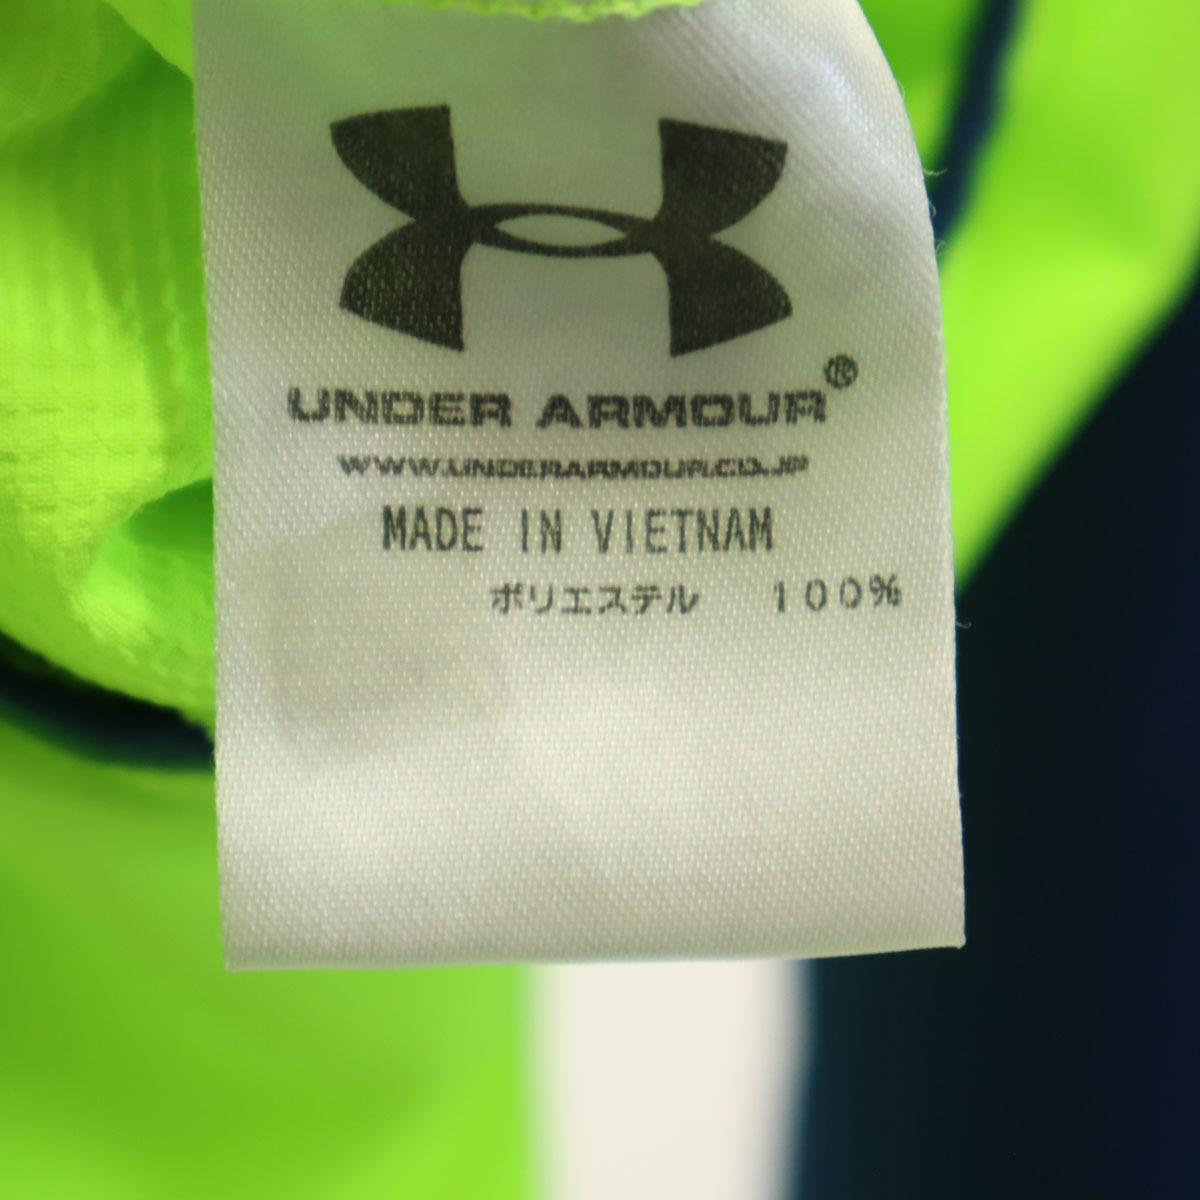 UNDER ARMOUR®
WWW.UNDERARMOUR.CO.JP
MADE IN VIETNAM
ポリエステル 100%